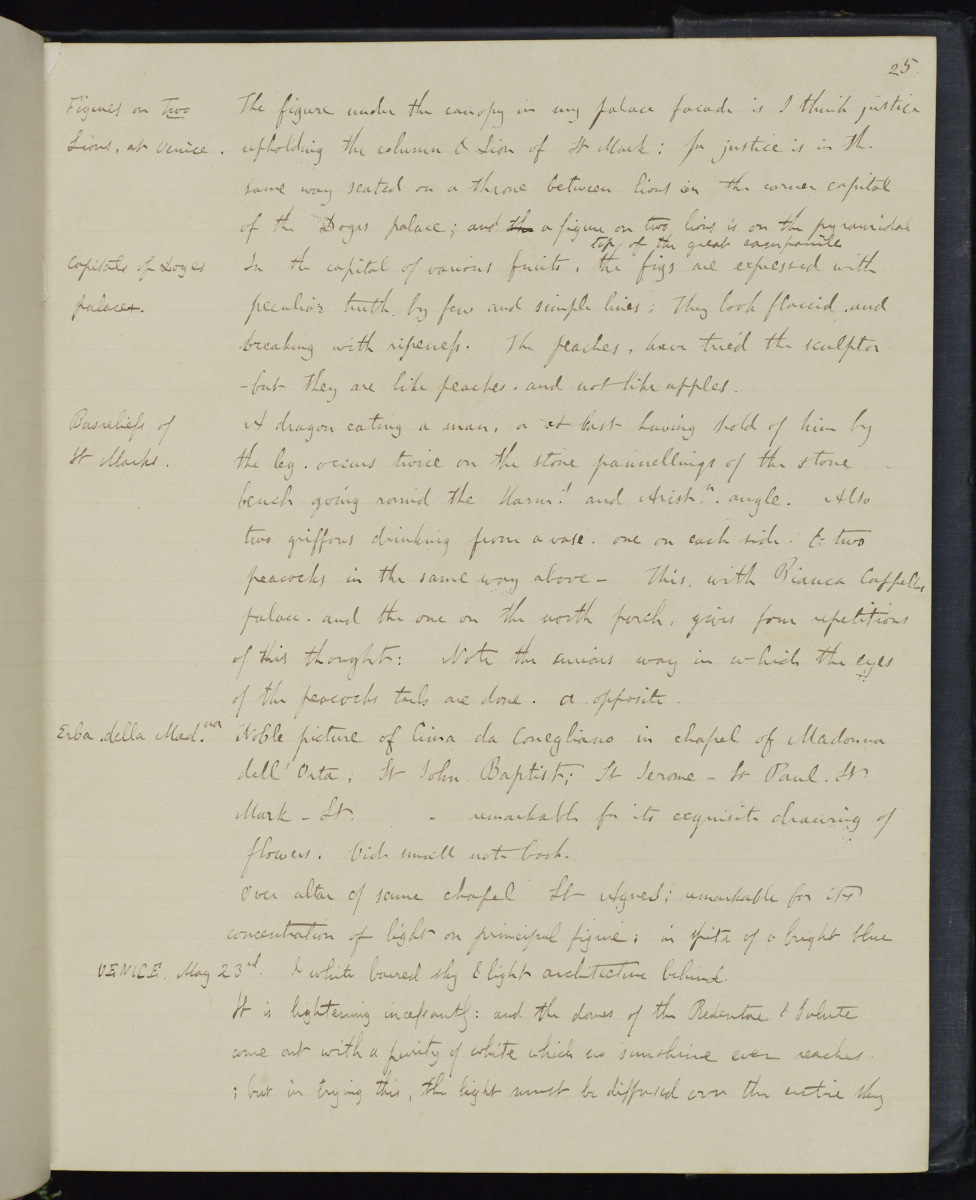 25.
Figures on Two The figure under the canopy in my palace facade is I think justice
Lions, at Venice. upholding the column & Lion of St Mark: for justice is in the
same way seated on a throne between lions on the corner capital
of the Doges palace; and the a figure on two lions is on the pyramidal
top, of the great campanile
Capitals of Doges In the capital of various fruits, the figs are expressed with
palace. peculiar truth by few and simple lines; They look flaccid, and
breaking with ripeness. The peaches, have tried the sculptor
- but they are like peaches, and not like apples.
Basreliefs of A dragon eating a man, or at least having hold of him by
St Marks. the leg. occurs twice on the stone pannellings of the stone
bench going round the and angle. Also
two griffons drinking from a vase. one on each side. & two
peacocks in the same way above - This, with Bianca Cappellos
palace. and the one on the north porch, gives four repetitions
of this thought: Note the curious way in which the eyes
of the peacocks tails are done. a opposite.
Erba della Mad.na Noble picture of Cima da Conegliano in chapel of Madonna
dell' Orta; St John Baptist; St Jerome - St Paul. St
Mark - St. - remarkable for its exquisite drawing of
flowers. Vide small note book.
Over altar of same chapel St Agnes; remarkable for its
concentration of light on principal figure: in spite of a bright blue
VENICE. May 23rd. & white barred sky & light architecture behind
It is lightening incessantly: and the domes of the Redentore & Salute
come out with a purity of white which no sunshine ever reaches.
; but in trying this, the light must be diffused over the entire sky